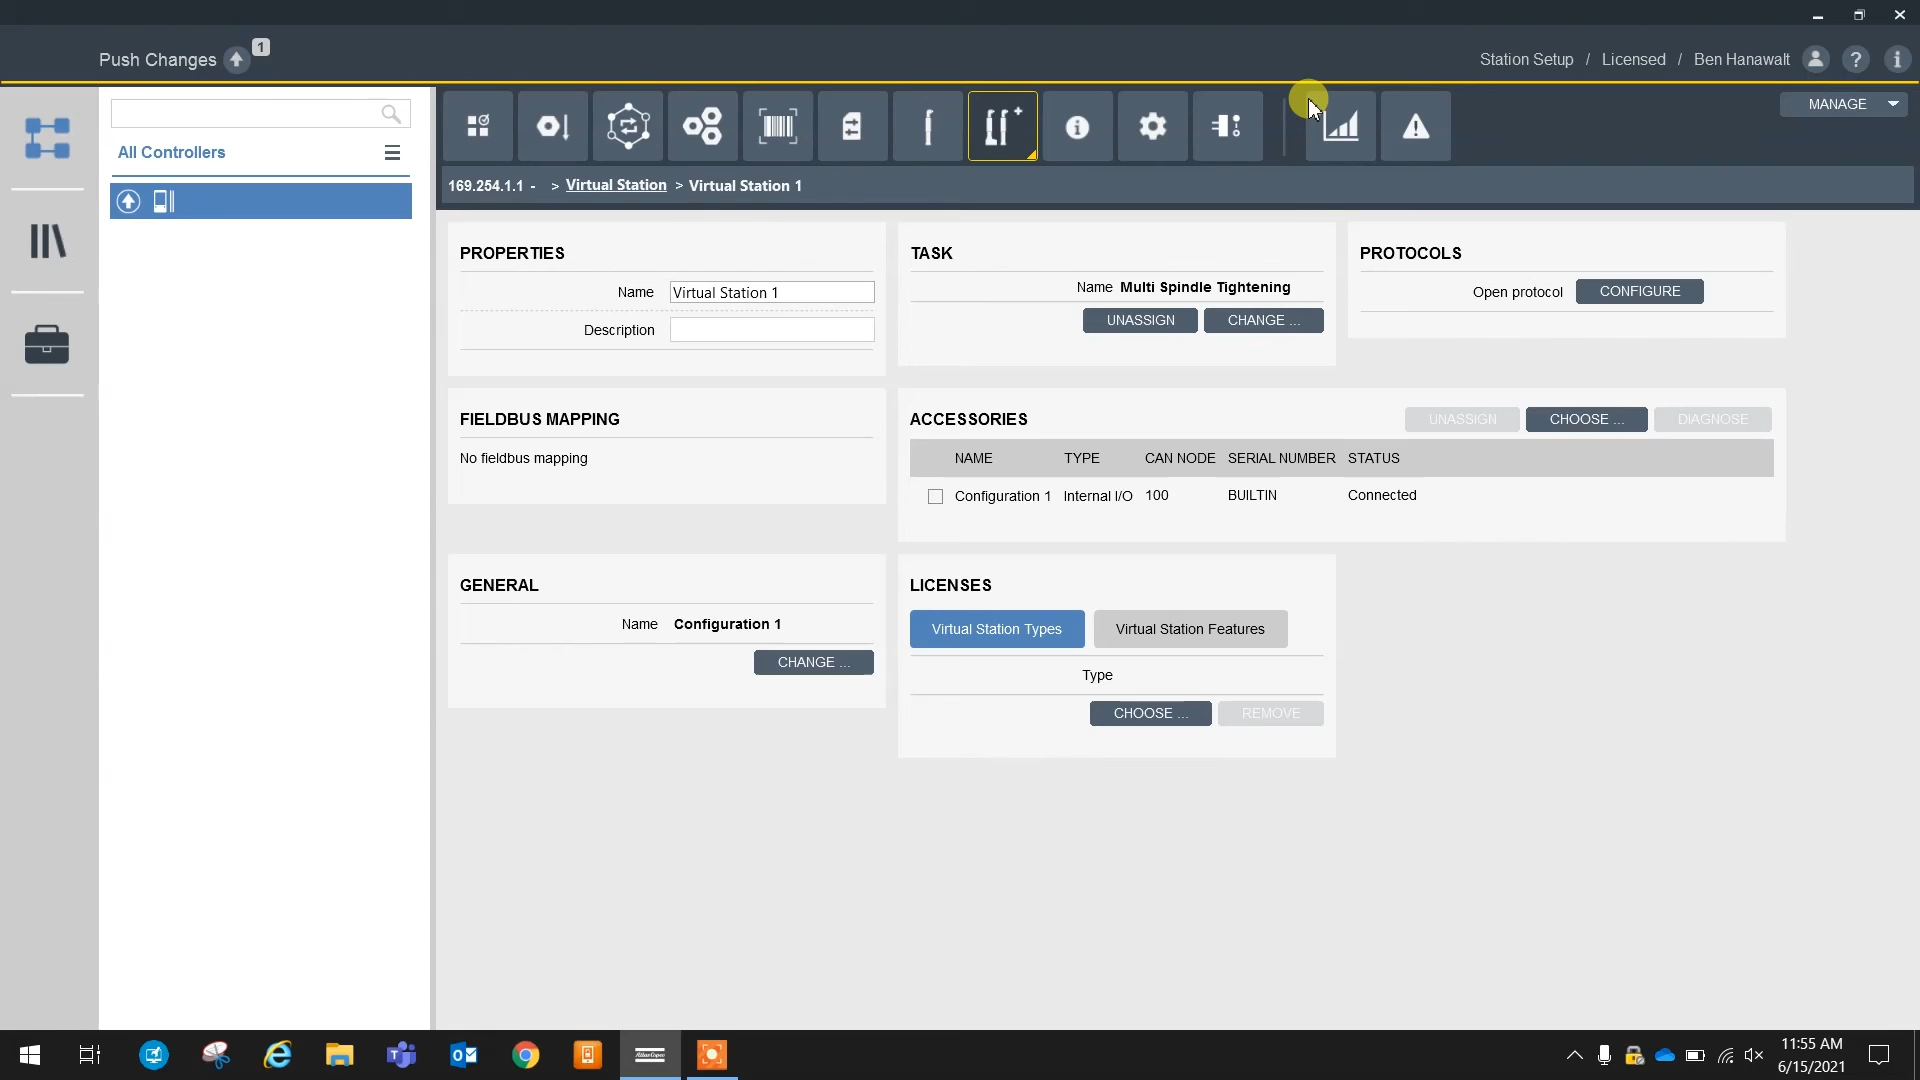 Push Changes 1
Station Setup / Licensed / Ben Hanawalt ? i
MANAGE
All Controllers
169.254.1.1 - > Virtual Station > Virtual Station 1
PROPERTIES
Name Virtual Station 1
Description
TASK
Name Multi Spindle Tightening
UNASSIGN CHANGE ...
PROTOCOLS
Open protocol CONFIGURE
FIELDBUS MAPPING
No fieldbus mapping
ACCESSORIES UNASSIGN CHOOSE ... DIAGNOSE
NAME TYPE CAN NODE SERIAL NUMBER STATUS
Configuration 1 Internal I/O 100 BUILTIN Connected
GENERAL
Name Configuration 1
CHANGE ...
LICENSES
Virtual Station Types Virtual Station Features
Type
CHOOSE ... REMOVE
11:55 AM
6/15/2021